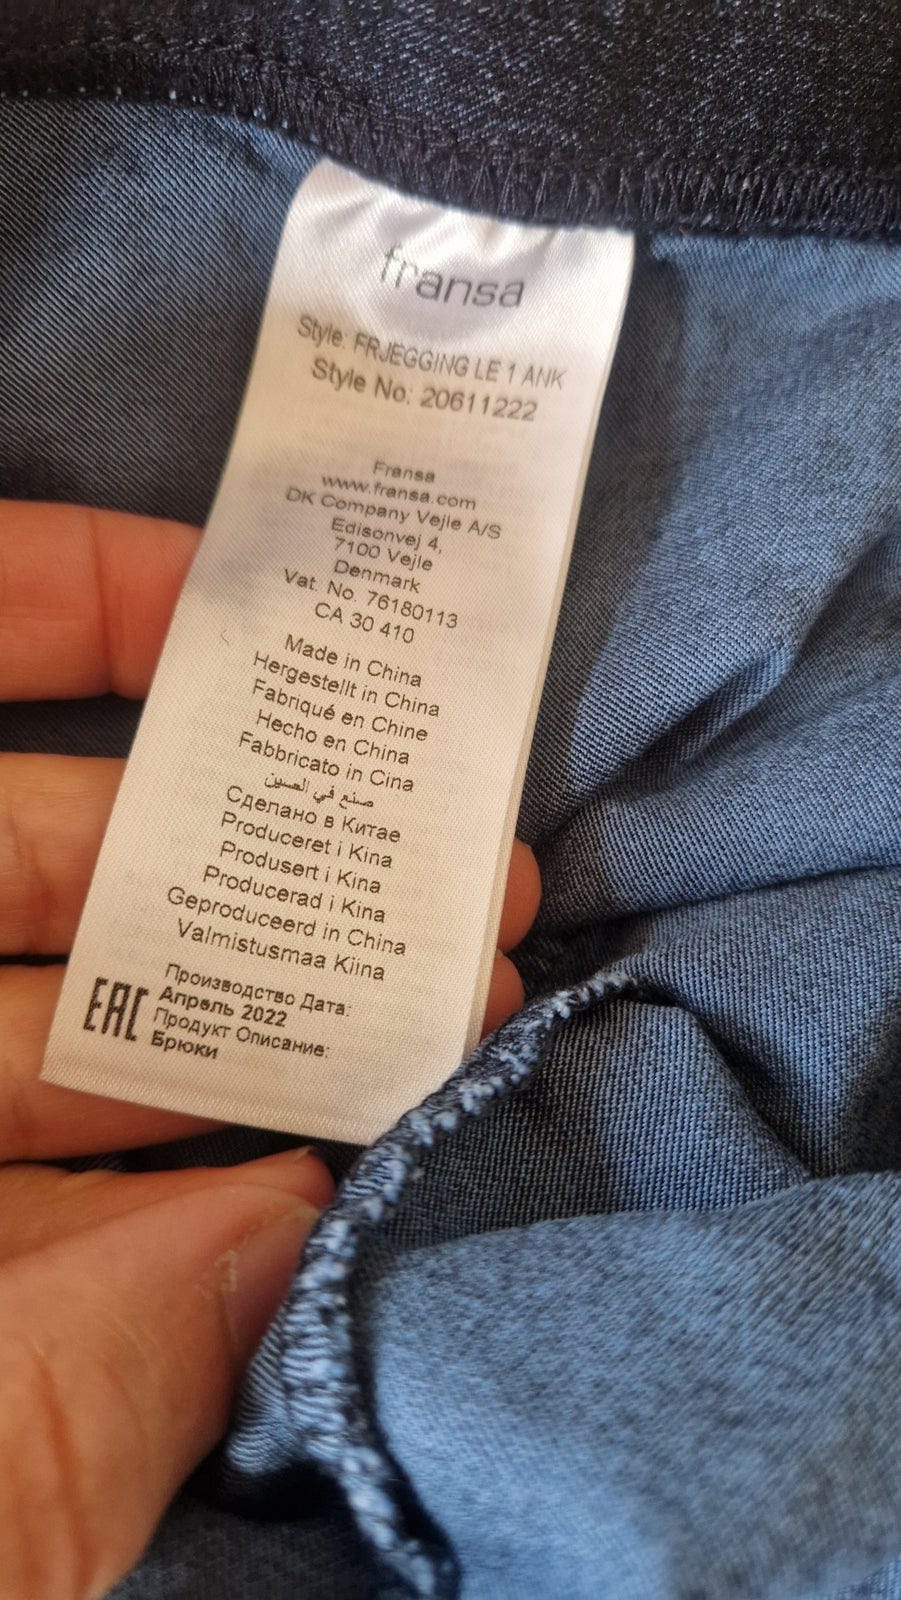 fransa
Style: FRJEGGING LE 1 ANK
Style No: 20611222
Fransa
www.fransa.com
DK Company Vejle A/S
Edisonvej 4,
7100 Vejle
Denmark
Vat. No. 76180113
CA 30 410
Made in China
Hergestellt in China
Fabriqué en Chine
Hecho en China
Fabbricato in Cina
صنع في الصين
Сделано в Китае
Produceret i Kina
Produsert i Kina
Producerad i Kina
Geproduceerd in China
Valmistusmaa Kiina
EAC
Производство Дата:
Апрель 2022
Продукт Описание:
Брюки